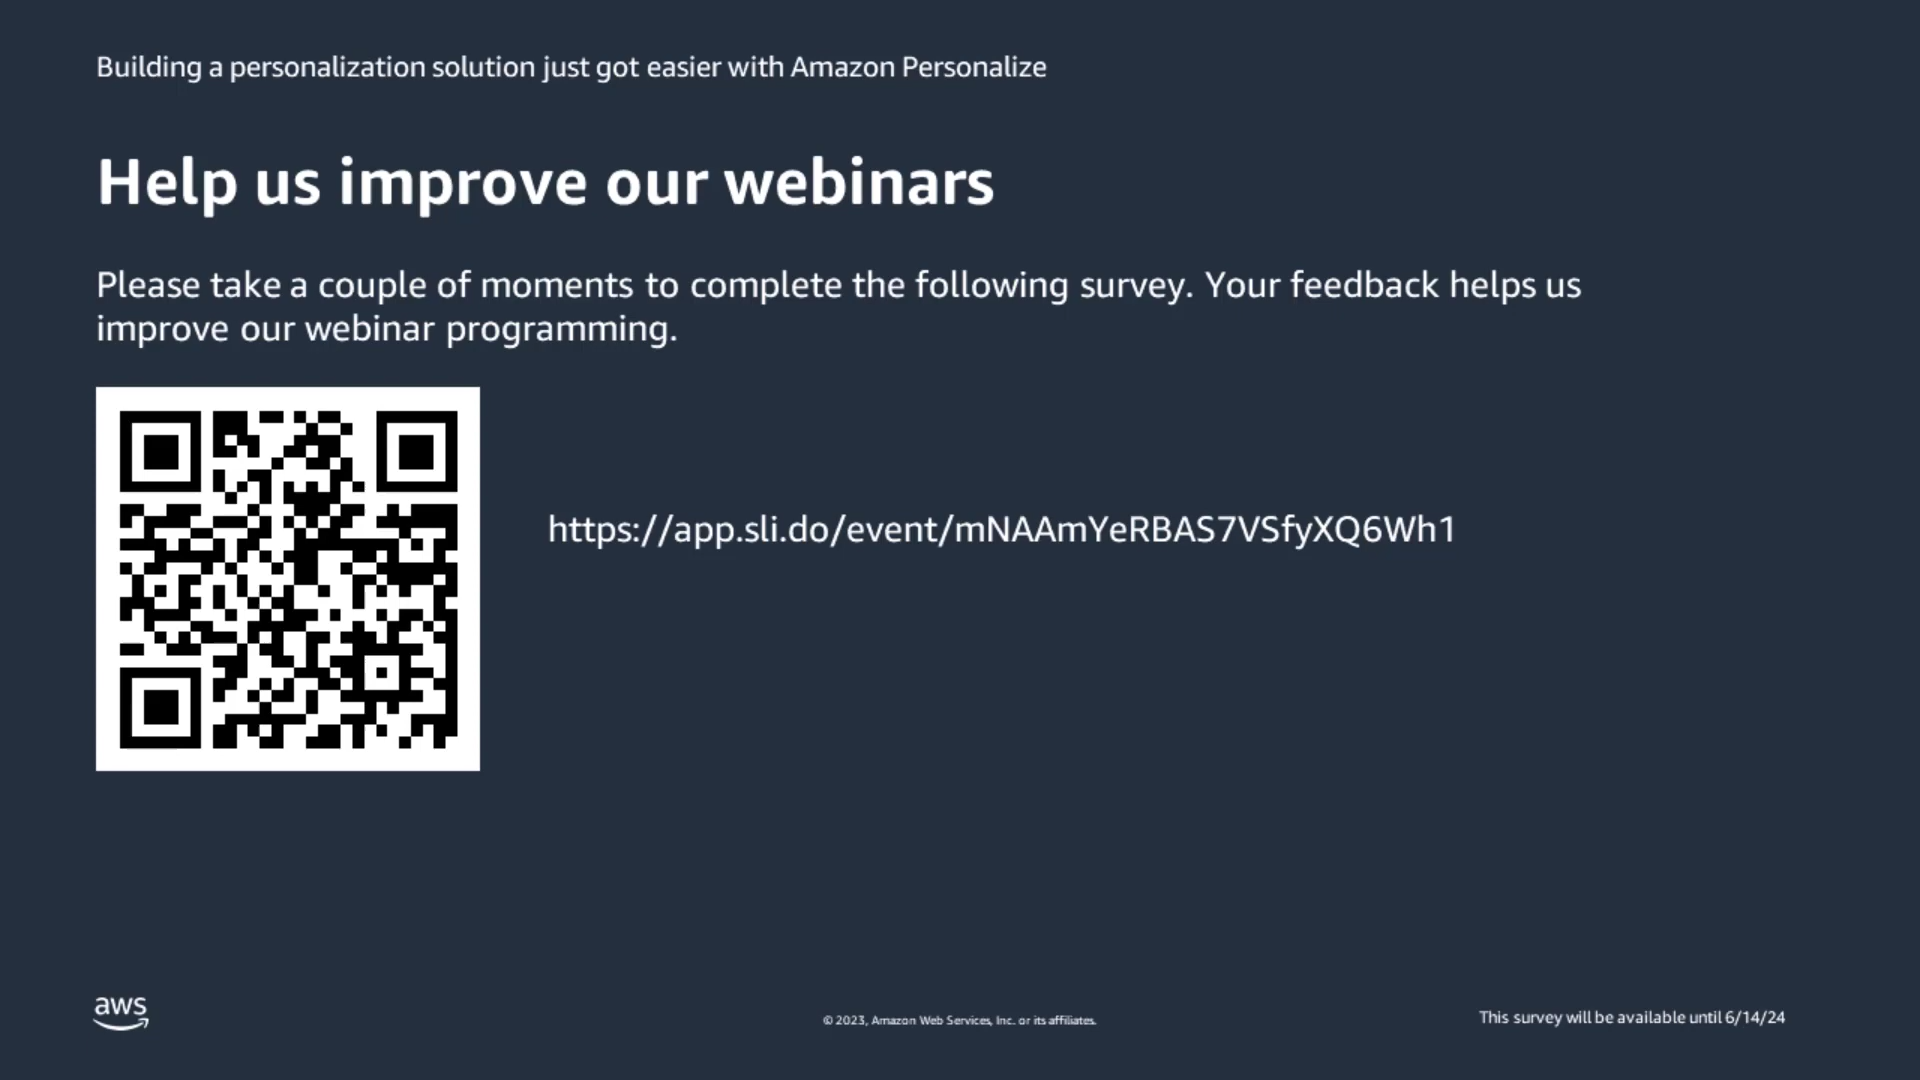 Building a personalization solution just got easier with Amazon Personalize
Help us improve our webinars
Please take a couple of moments to complete the following survey. Your feedback helps us
improve our webinar programming.
https://app.sli.do/event/mNAAmYeRBAS7VSfyXQ6Wh1
aws
© 2023, Amazon Web Services, Inc. or its affiliates.
This survey will be available until 6/14/24